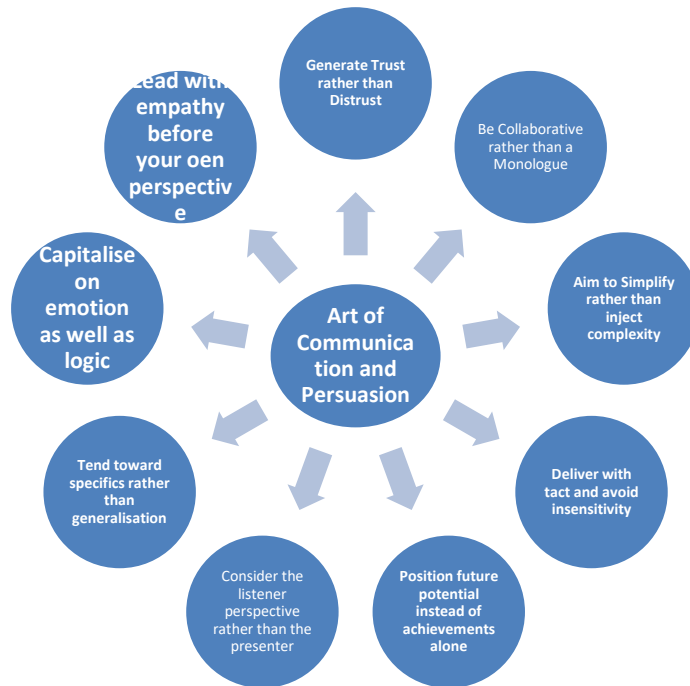 Generate Trust
rather than
Distrust
Be Collaborative
rather than a
Monologue
Aim to Simplify
rather than
inject
complexity
Deliver with
tact and avoid
insensitivity
Position future
potential
instead of
achievements
alone
Consider the
listener
perspective
rather than the
presenter
Tend toward
specifics rather
than
generalisation
Capitalise
on
emotion
as well as
logic
Lead with
empathy
before
your oen
perspectiv
e
Art of
Communica
tion and
Persuasion